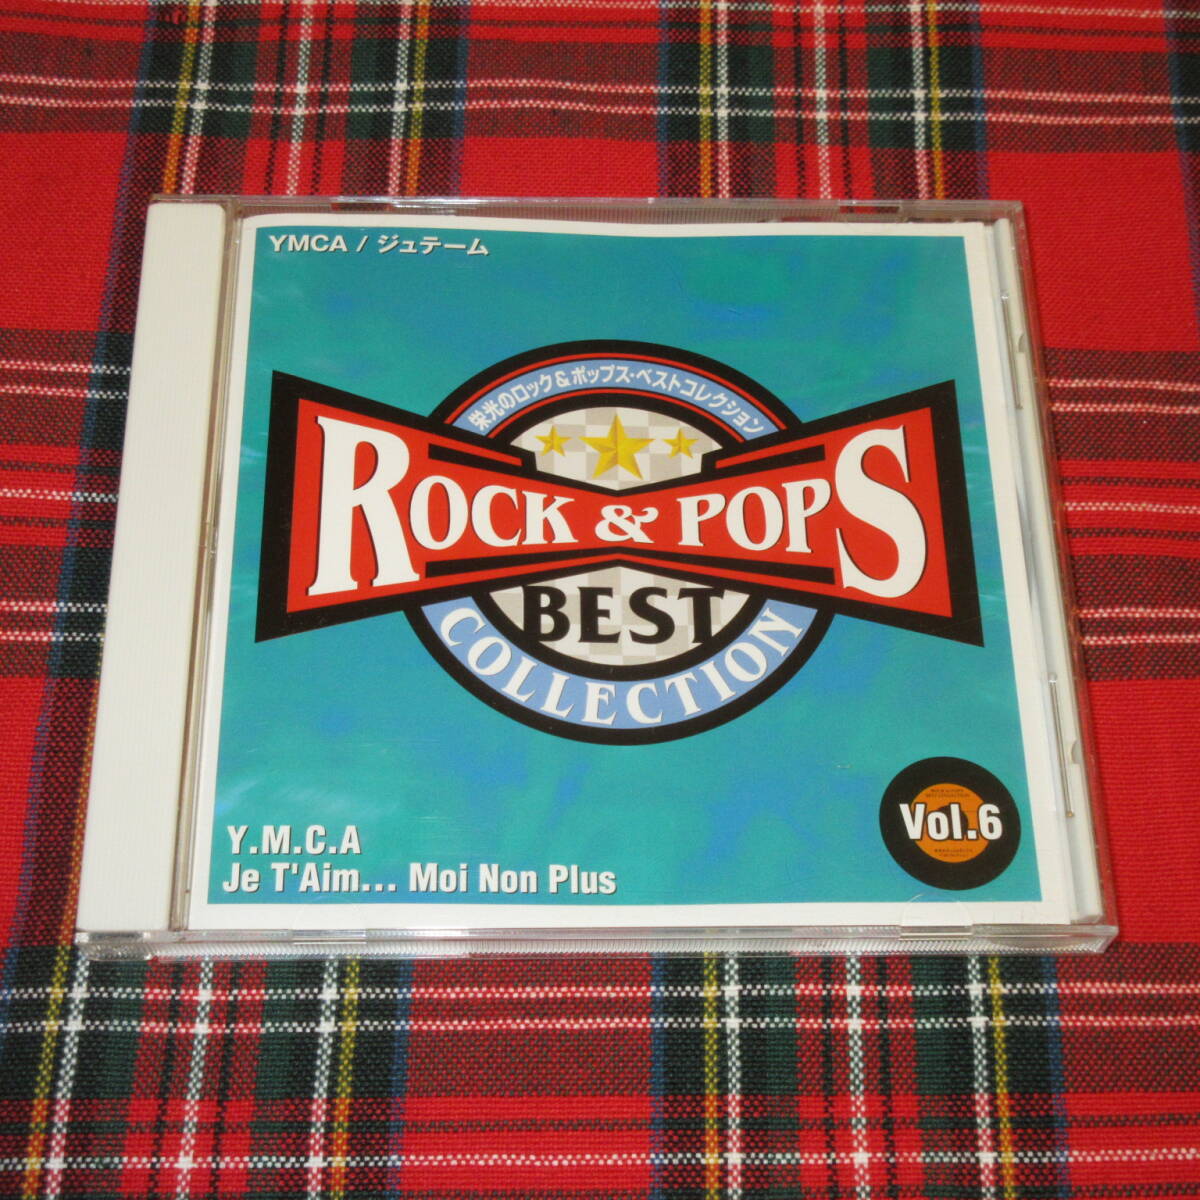 YMCA / ジュテーム
栄光のロック&ポップス・ベストコレクション
ROCK & POPS
BEST
COLLECTION
Vol.6
Y.M.C.A
Je T'Aim... Moi Non Plus